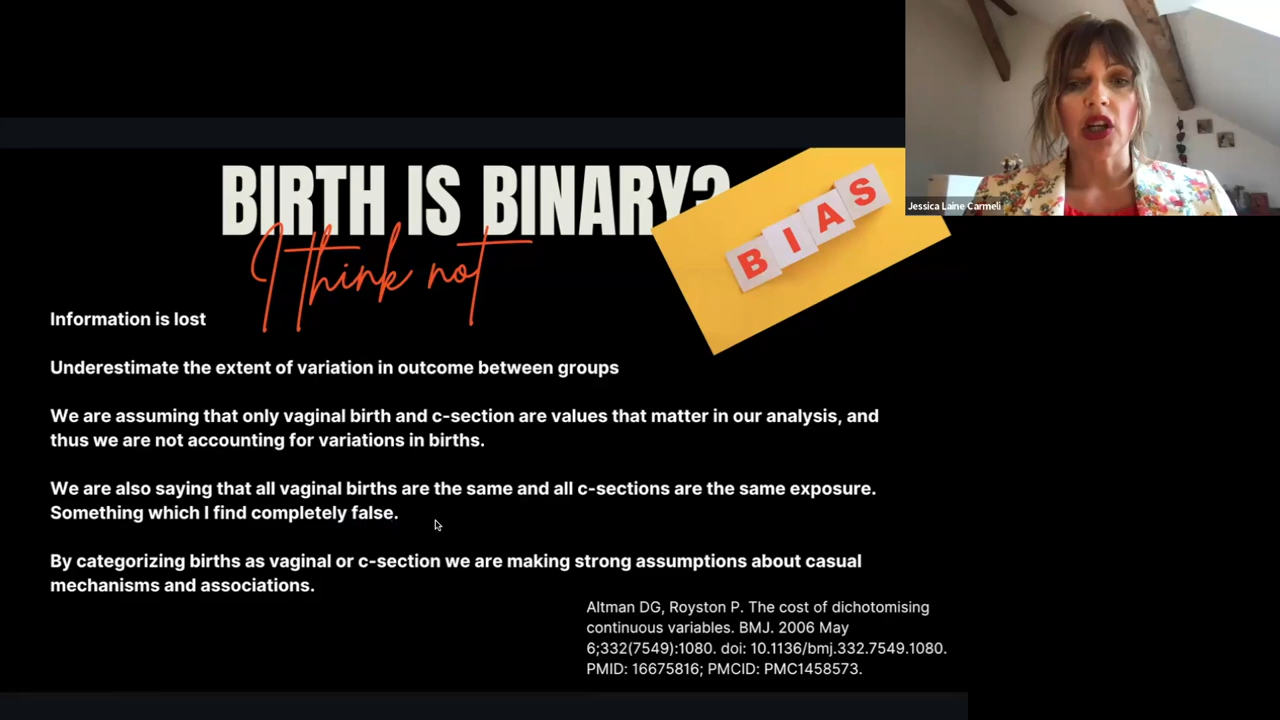 BIRTH IS BINARY?
I think not
BIAS
Jessica Laine Carmeli
Information is lost
Underestimate the extent of variation in outcome between groups
We are assuming that only vaginal birth and c-section are values that matter in our analysis, and
thus we are not accounting for variations in births.
We are also saying that all vaginal births are the same and all c-sections are the same exposure.
Something which I find completely false.
By categorizing births as vaginal or c-section we are making strong assumptions about casual
mechanisms and associations.
Altman DG, Royston P. The cost of dichotomising
continuous variables. BMJ. 2006 May
6;332(7549):1080. doi: 10.1136/bmj.332.7549.1080.
PMID: 16675816; PMCID: PMC1458573.